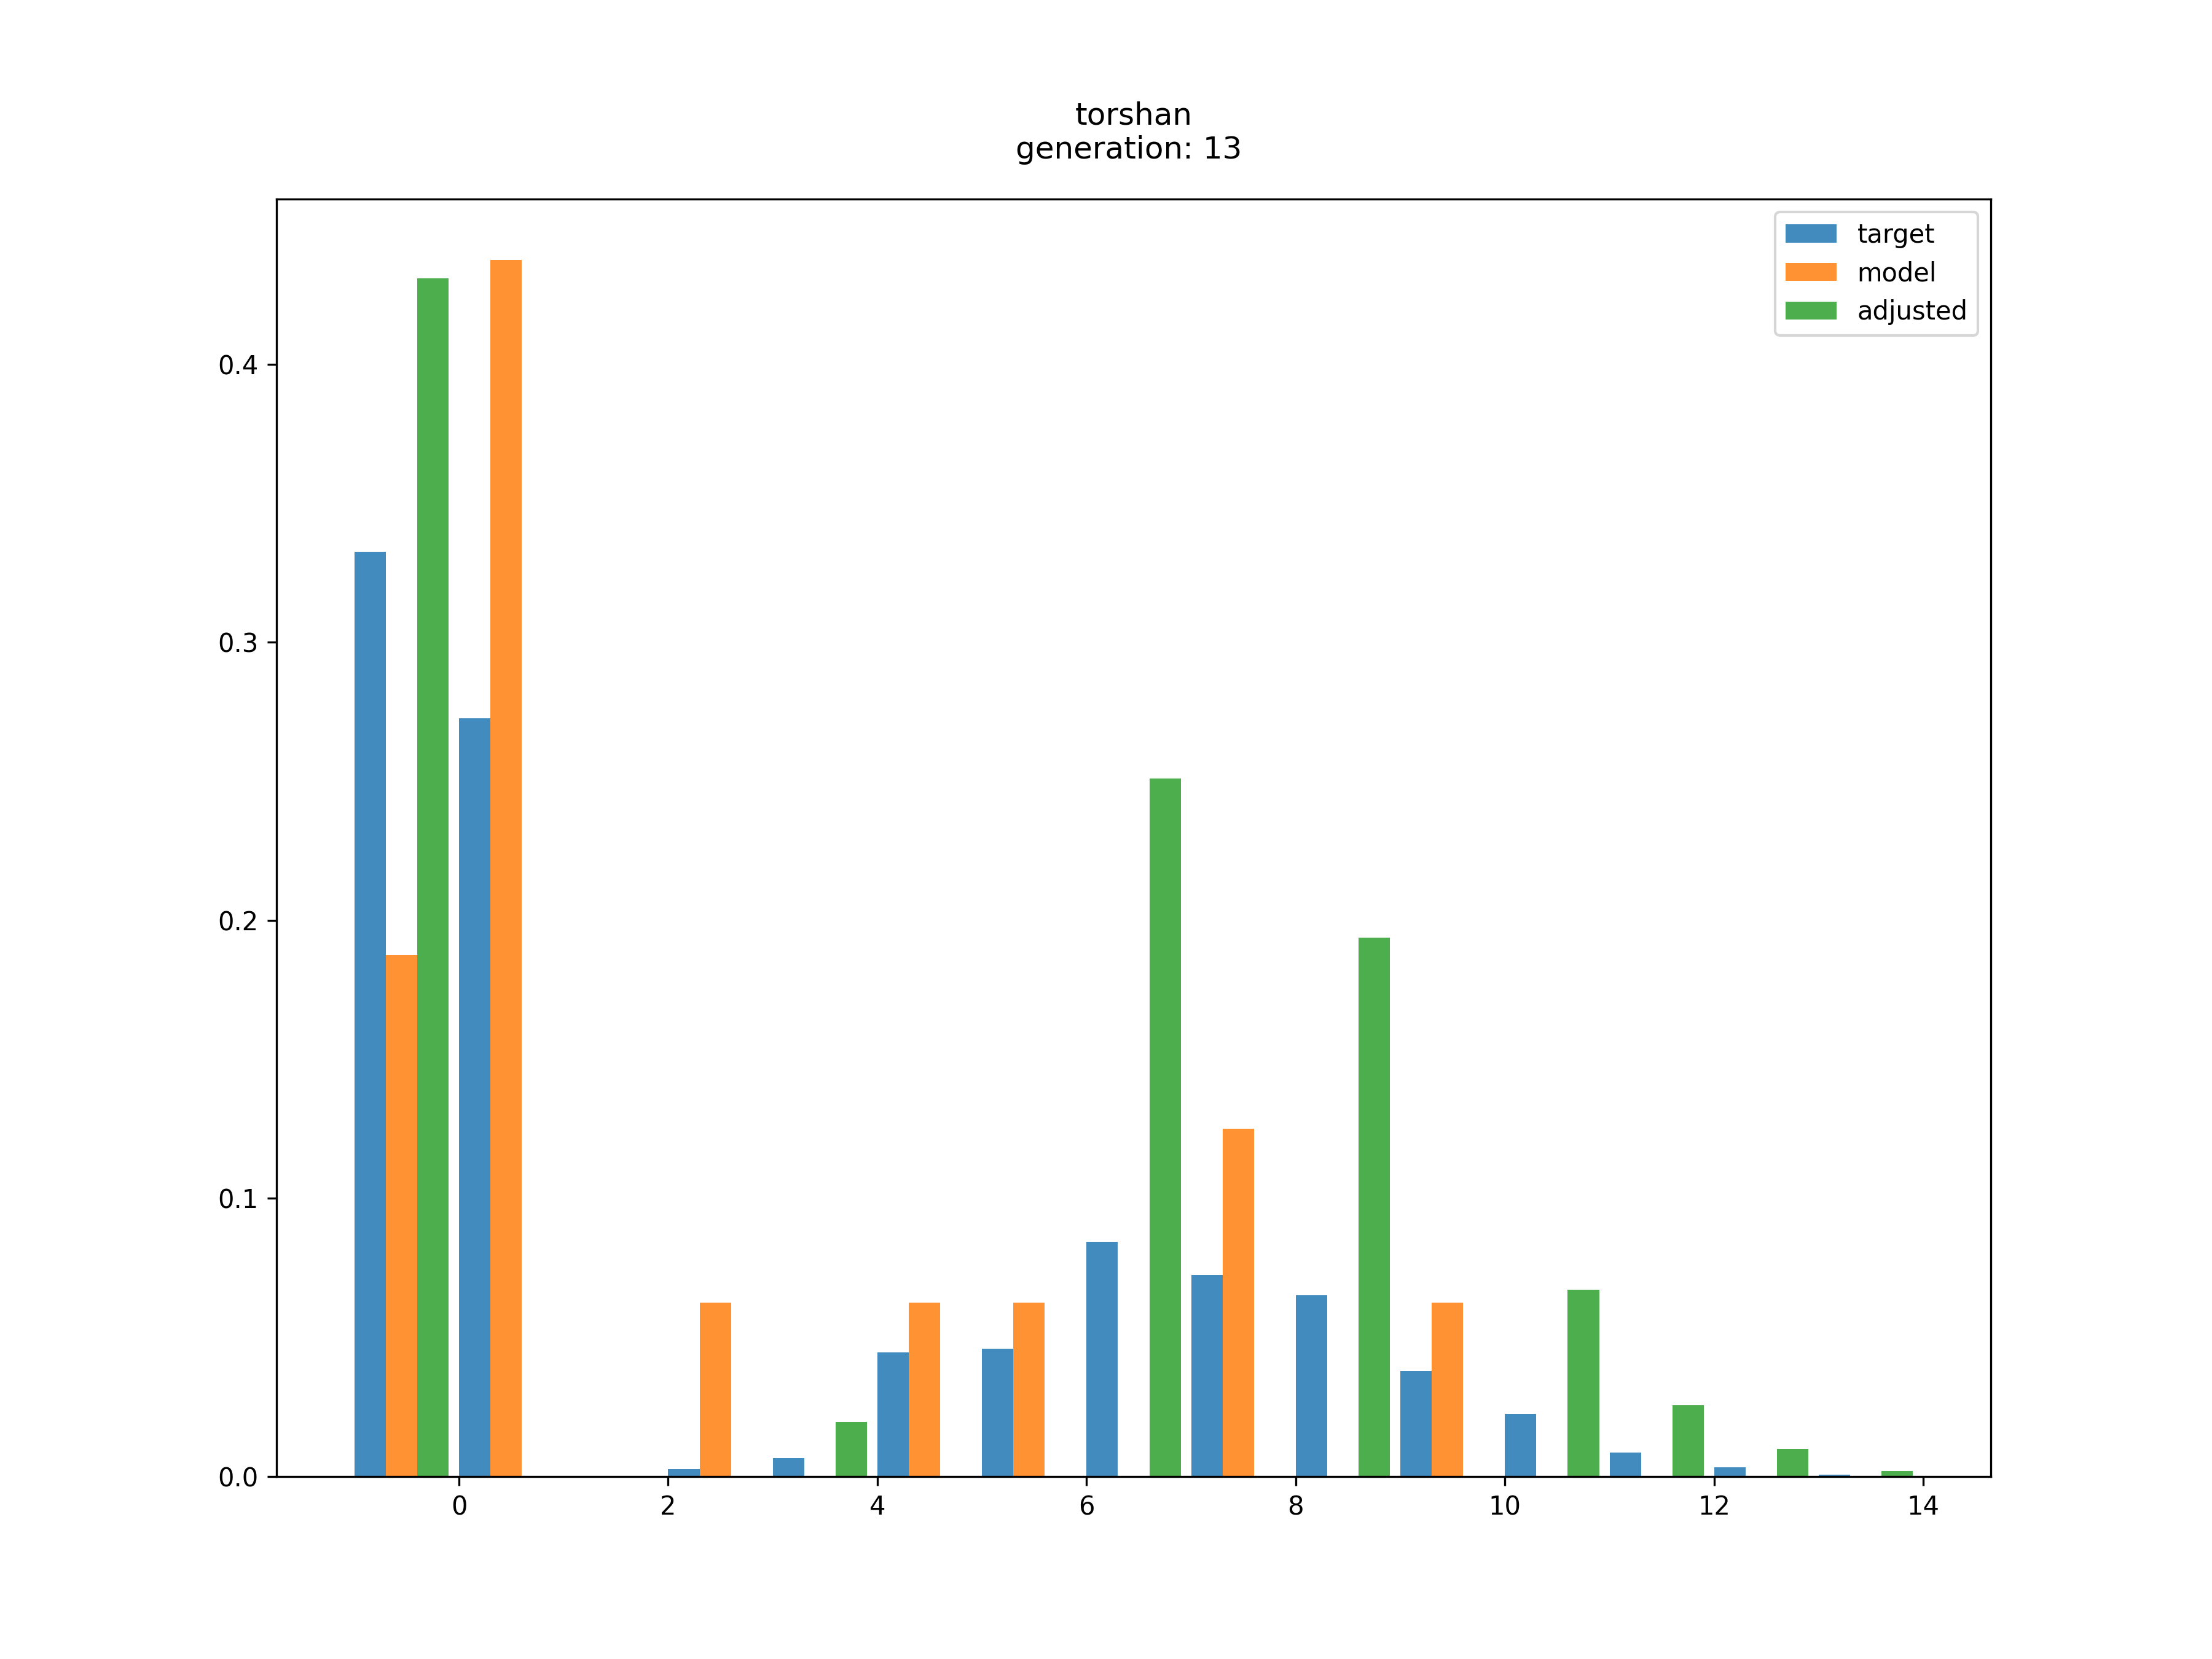 torshan
generation: 13
target
model
adjusted
0.4
0.3
0.2
0.1
0.0
0 2 4 6 8 10 12 14